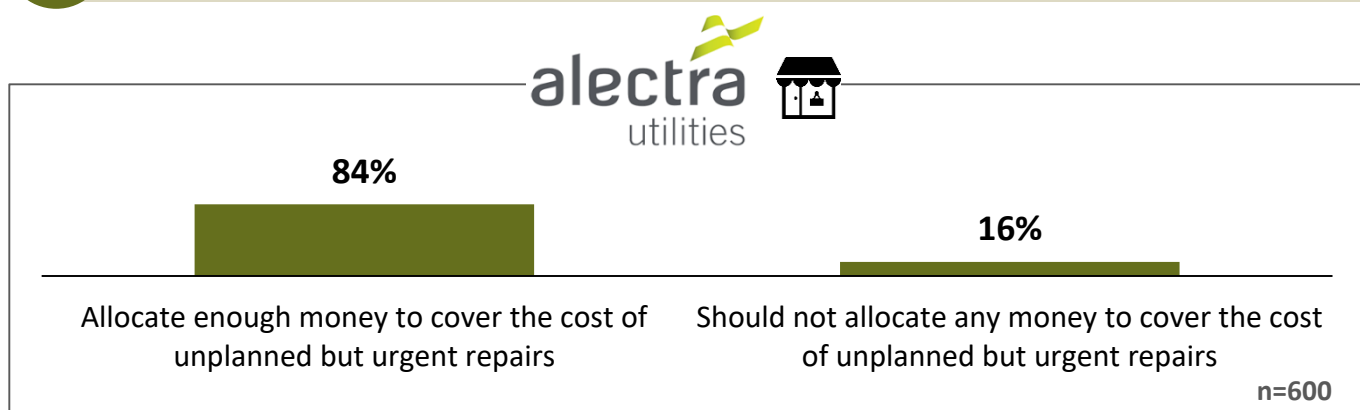 alectra
utilities
84%
16%
Allocate enough money to cover the cost of
unplanned but urgent repairs
Should not allocate any money to cover the cost
of unplanned but urgent repairs
n=600